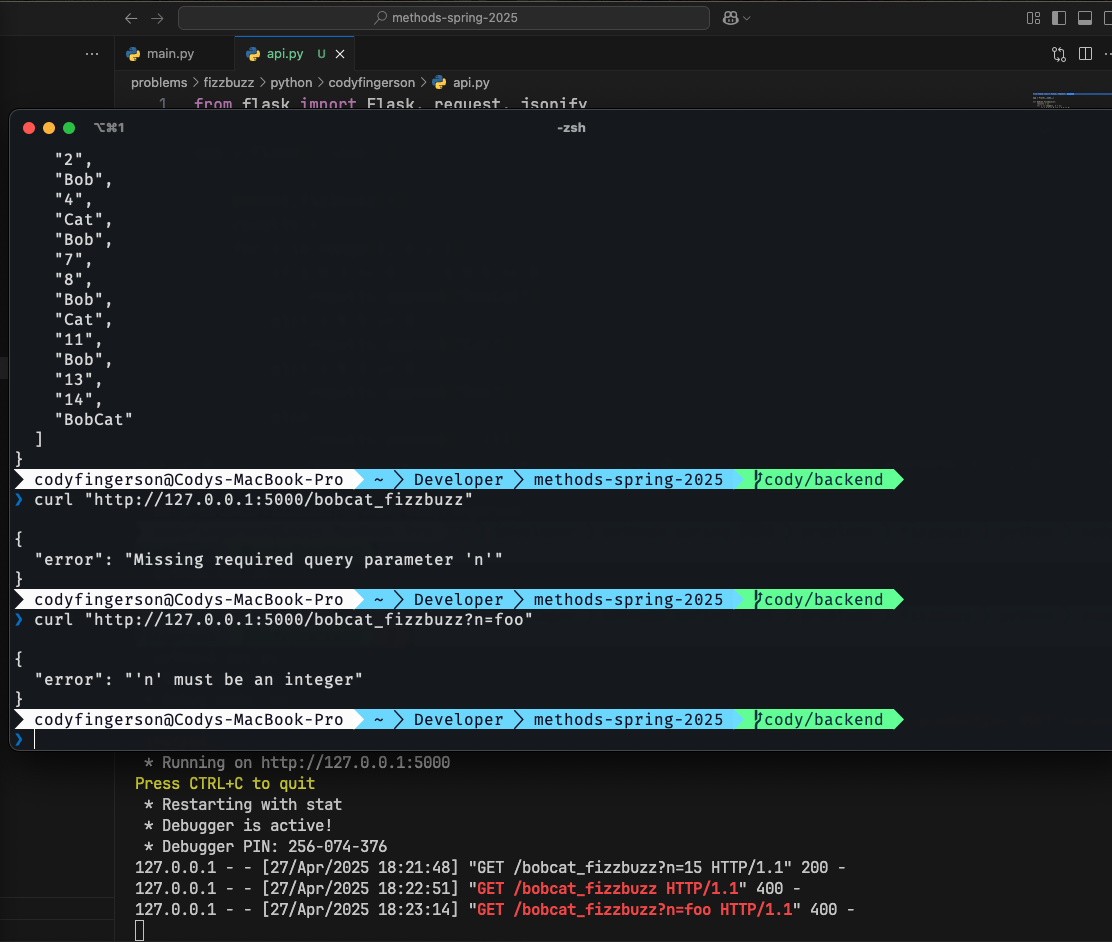 methods-spring-2025
main.py
api.py U
problems > fizzbuzz > python > codyfingerson > api.py
1 from flask import Flask, request, jsonify
⌥⌘1 -zsh
"2",
"Bob",
"4",
"Cat",
"Bob",
"7",
"8",
"Bob",
"Cat",
"11",
"Bob",
"13",
"14",
"BobCat"
]
}
codyfingerson@Codys-MacBook-Pro ~ Developer methods-spring-2025 cody/backend
❯ curl "http://127.0.0.1:5000/bobcat_fizzbuzz"
{
"error": "Missing required query parameter 'n'"
}
codyfingerson@Codys-MacBook-Pro ~ Developer methods-spring-2025 cody/backend
❯ curl "http://127.0.0.1:5000/bobcat_fizzbuzz?n=foo"
{
"error": "'n' must be an integer"
}
codyfingerson@Codys-MacBook-Pro ~ Developer methods-spring-2025 cody/backend
❯
* Running on http://127.0.0.1:5000
Press CTRL+C to quit
* Restarting with stat
* Debugger is active!
* Debugger PIN: 256-074-376
127.0.0.1 - - [27/Apr/2025 18:21:48] "GET /bobcat_fizzbuzz?n=15 HTTP/1.1" 200 -
127.0.0.1 - - [27/Apr/2025 18:22:51] "GET /bobcat_fizzbuzz HTTP/1.1" 400 -
127.0.0.1 - - [27/Apr/2025 18:23:14] "GET /bobcat_fizzbuzz?n=foo HTTP/1.1" 400 -